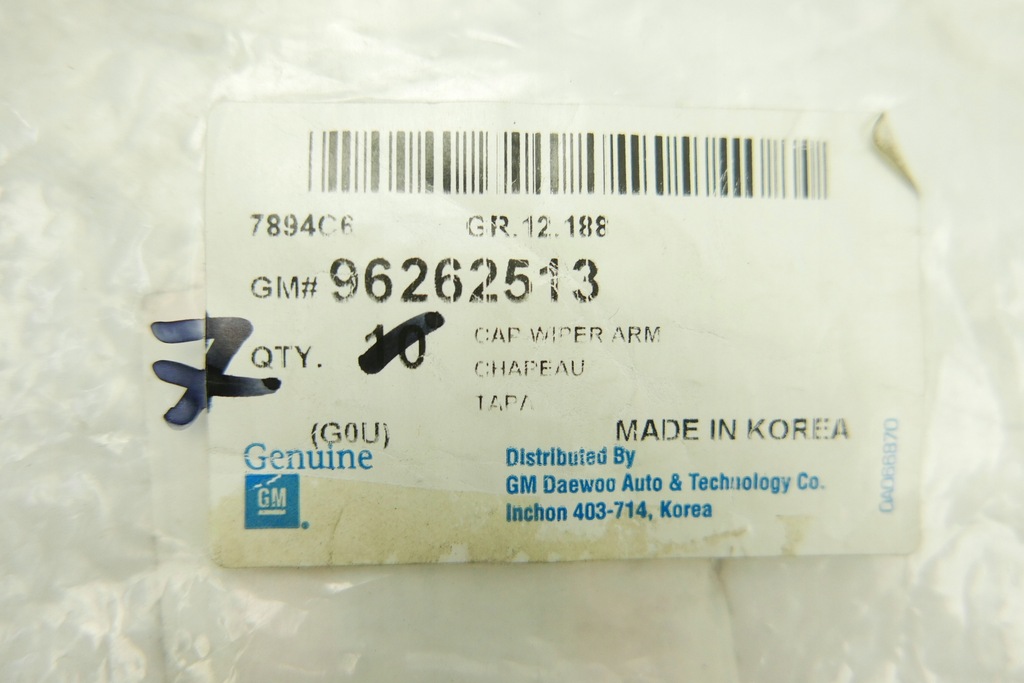 7894C6 GR.12.188
GM# 96262513
7 QTY. 10 CAP WIPER ARM
CHAPEAU
TAPA
(G0U) MADE IN KOREA
Genuine
GM
Distributed By
GM Daewoo Auto & Technology Co.
Inchon 403-714, Korea